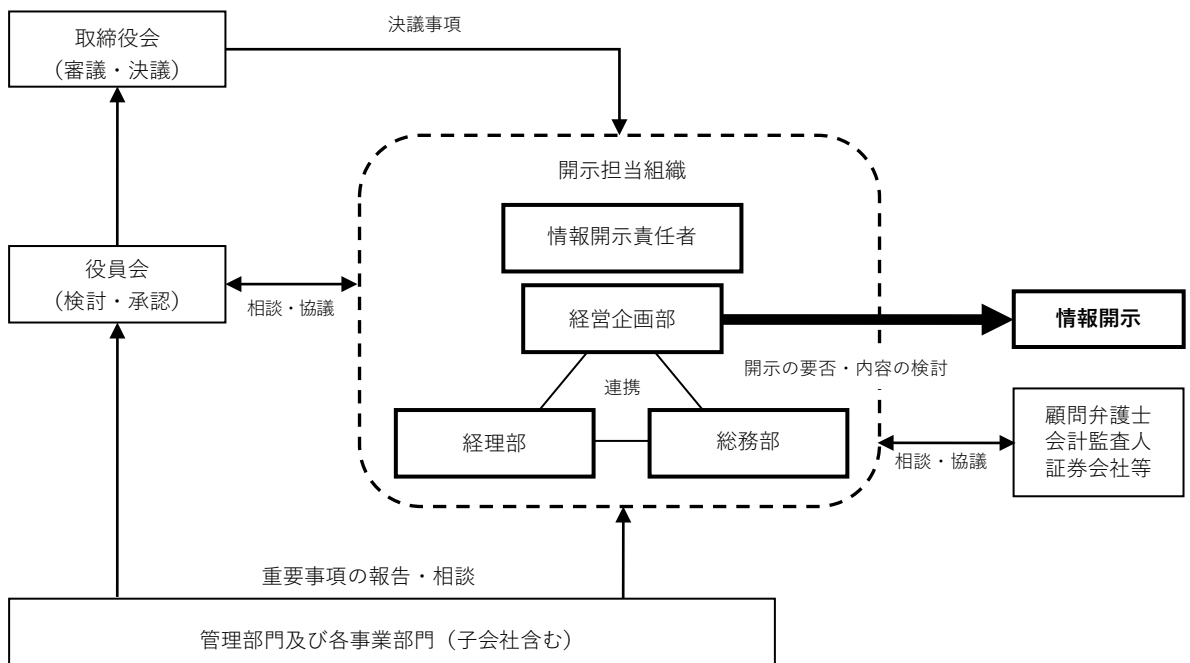 決議事項
取締役会
（審議・決議）
開示担当組織
情報開示責任者
役員会
（検討・承認）
相談・協議
経営企画部
情報開示
開示の要否・内容の検討
連携
経理部
総務部
顧問弁護士
会計監査人
証券会社等
相談・協議
重要事項の報告・相談
管理部門及び各事業部門（子会社含む）